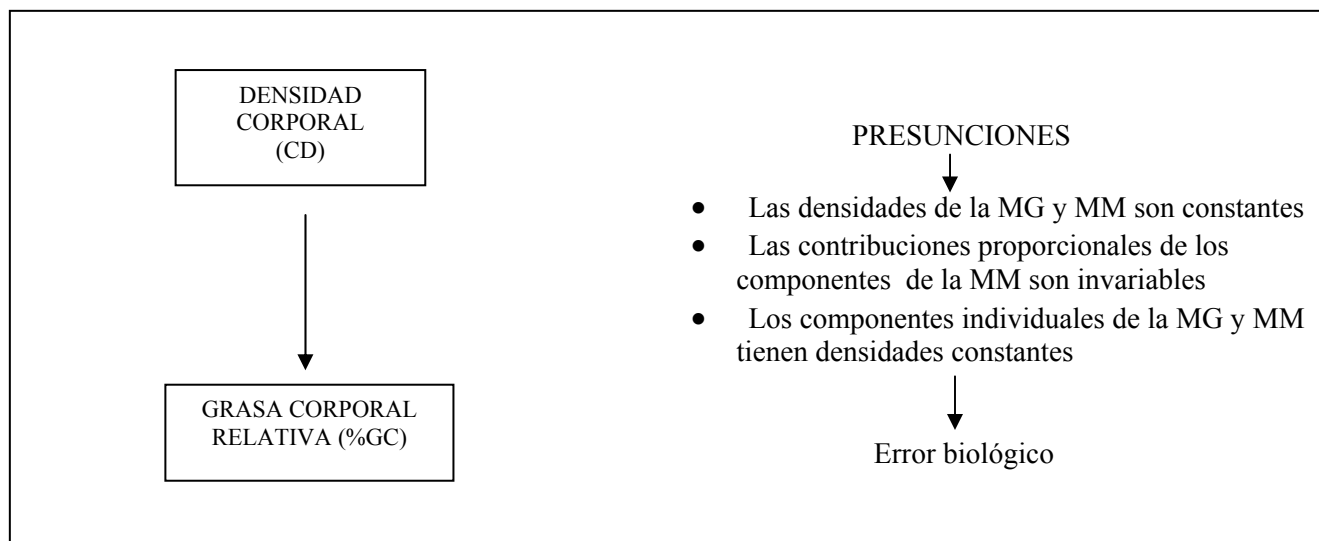 DENSIDAD
CORPORAL
(CD)
GRASA CORPORAL
RELATIVA (%GC)
PRESUNCIONES
• Las densidades de la MG y MM son constantes
• Las contribuciones proporcionales de los
componentes de la MM son invariables
• Los componentes individuales de la MG y MM
tienen densidades constantes
Error biológico